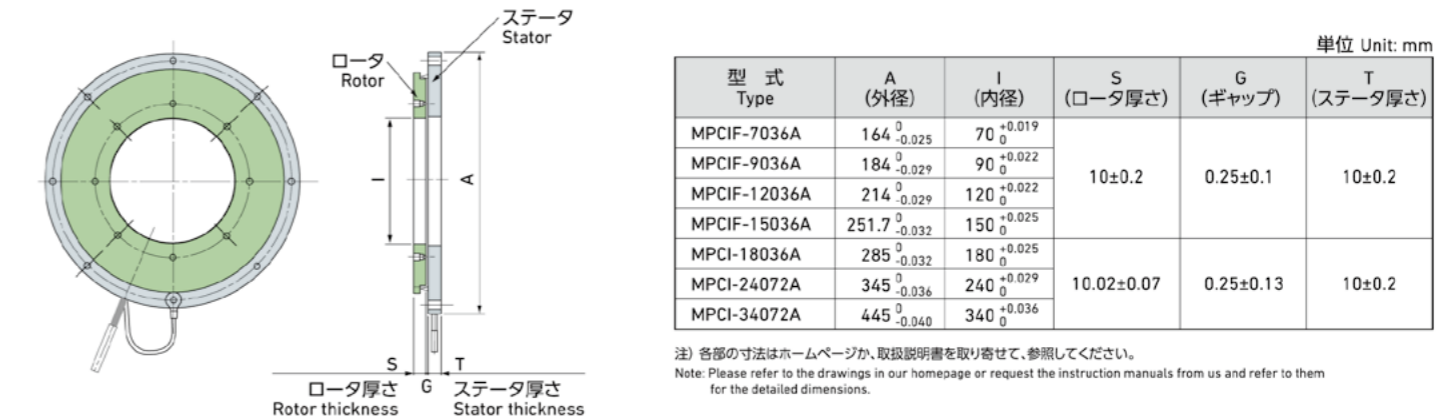 ステータ
Stator
ロータ
Rotor
I
A
S G T
ロータ厚さ ステータ厚さ
Rotor thickness Stator thickness
単位 Unit: mm
型 式 A I S G T
Type (外径) (内径) (ロータ厚さ) (ギャップ) (ステータ厚さ)
MPCIF-7036A 164 0 -0.025 70 +0.019 0
MPCIF-9036A 184 0 -0.029 90 +0.022 0
MPCIF-12036A 214 0 -0.029 120 +0.022 0
MPCIF-15036A 251.7 0 -0.032 150 +0.025 0
10±0.2 0.25±0.1 10±0.2
MPCI-18036A 285 0 -0.032 180 +0.025 0
MPCI-24072A 345 0 -0.036 240 +0.029 0
MPCI-34072A 445 0 -0.040 340 +0.036 0
10.02±0.07 0.25±0.13 10±0.2
注) 各部の寸法はホームページか、取扱説明書を取り寄せて、参照してください。
Note: Please refer to the drawings in our homepage or request the instruction manuals from us and refer to them
for the detailed dimensions.